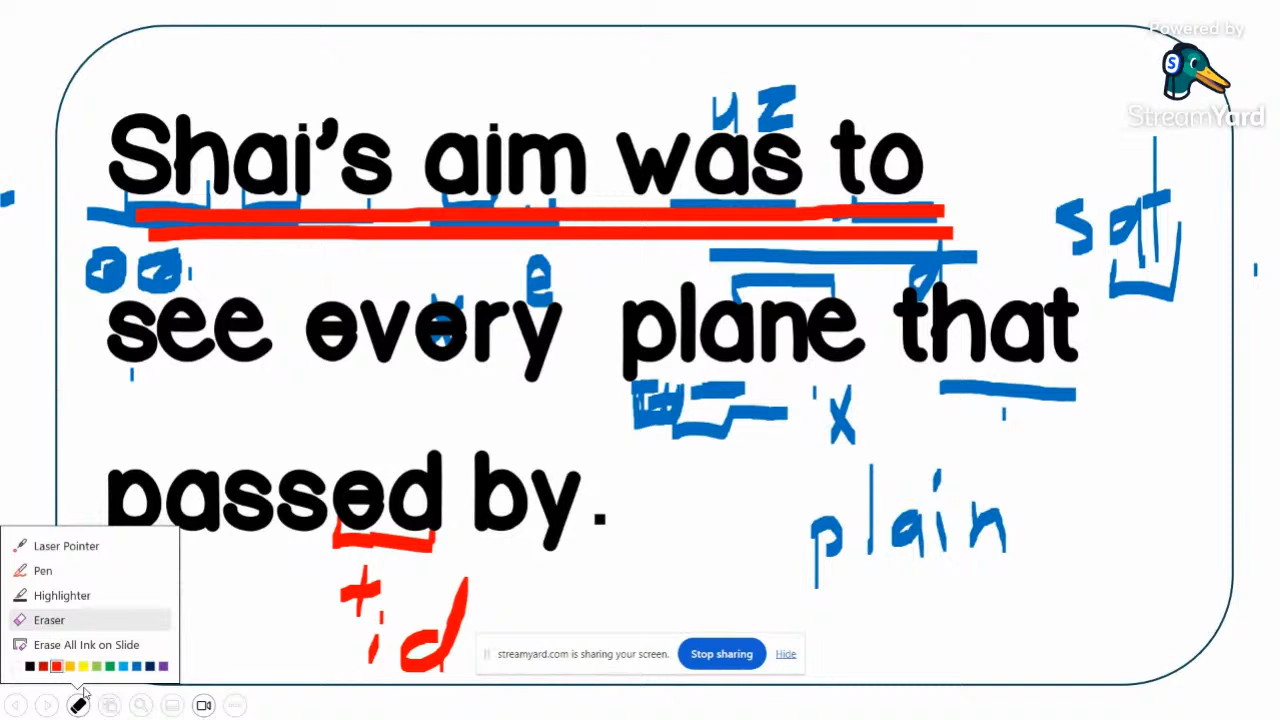 Powered by
StreamYard
u z
Shai's aim was to
sat
e
see every plane that
x
passed by.
plain
t
id
Laser Pointer
Pen
Highlighter
Eraser
Erase All Ink on Slide
streamyard.com is sharing your screen.
Stop sharing
Hide